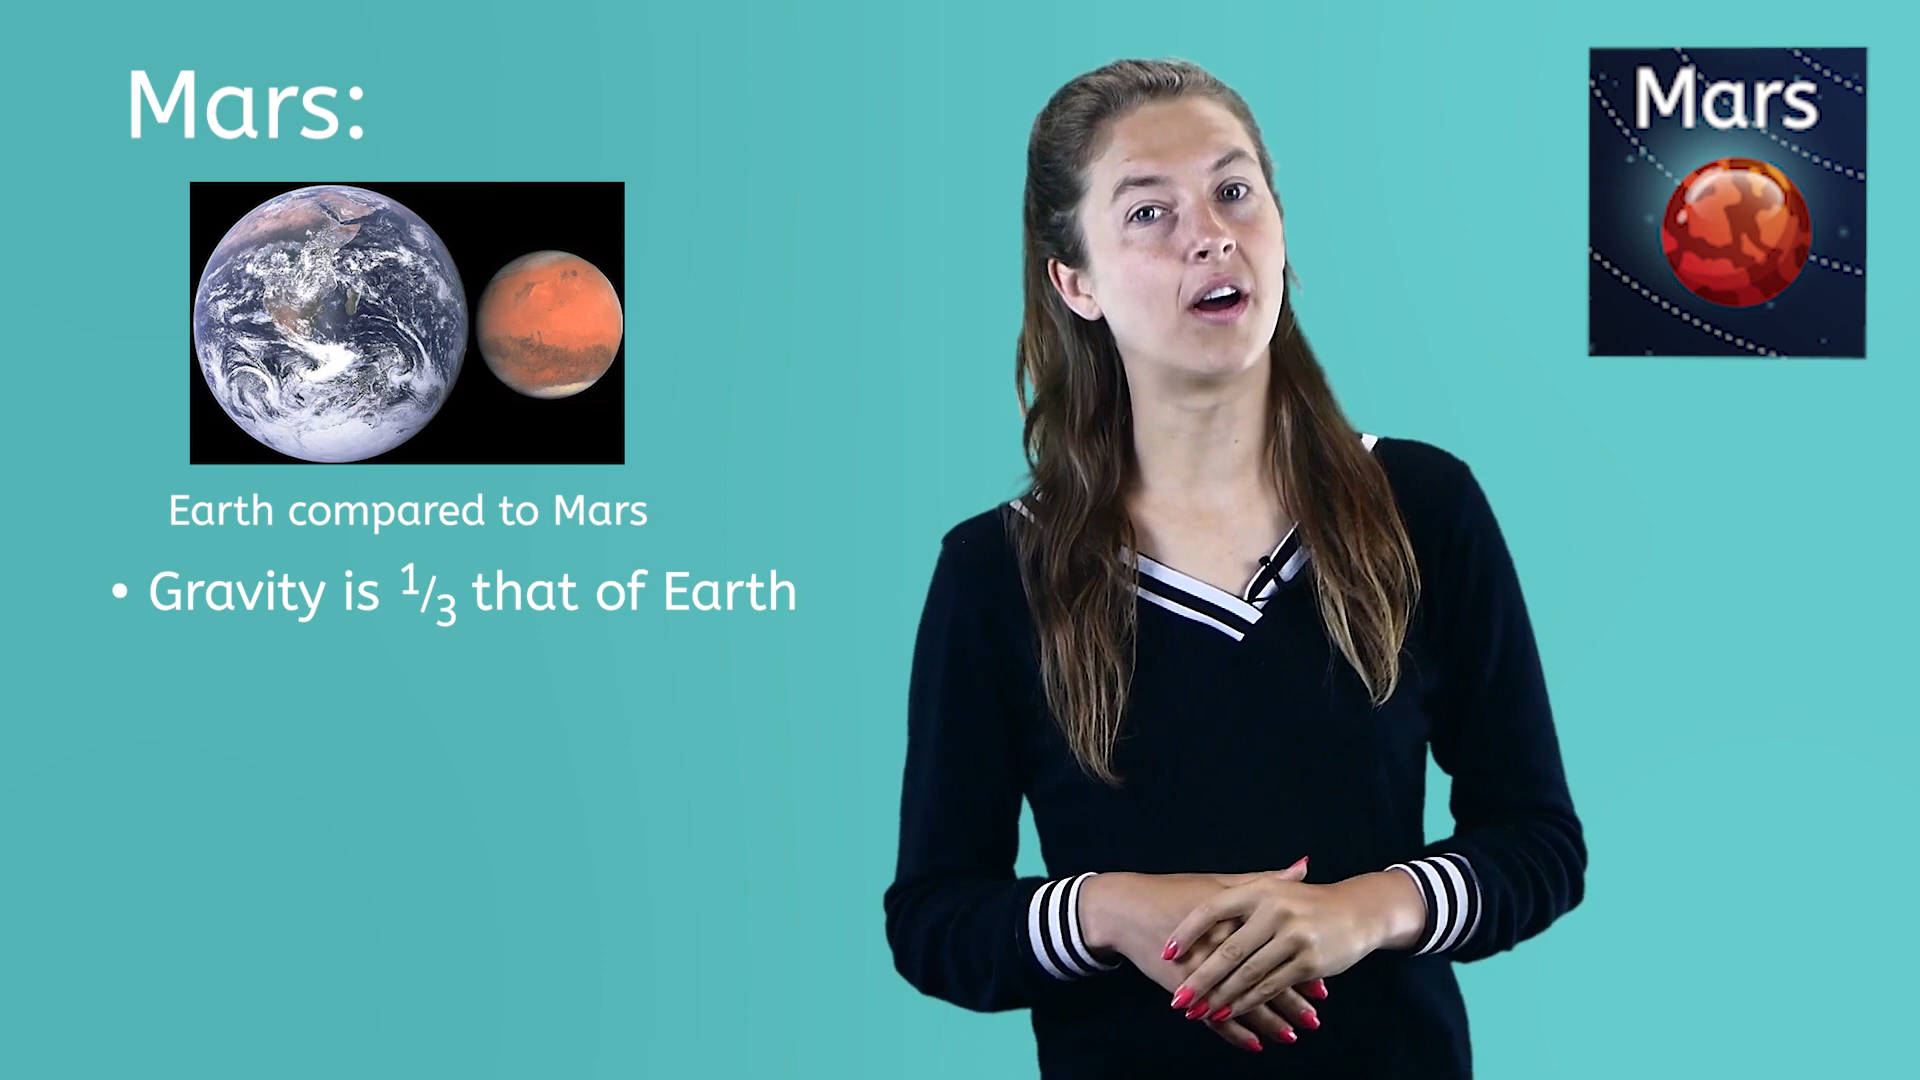 Mars:
Mars
Earth compared to Mars
• Gravity is 1/3 that of Earth